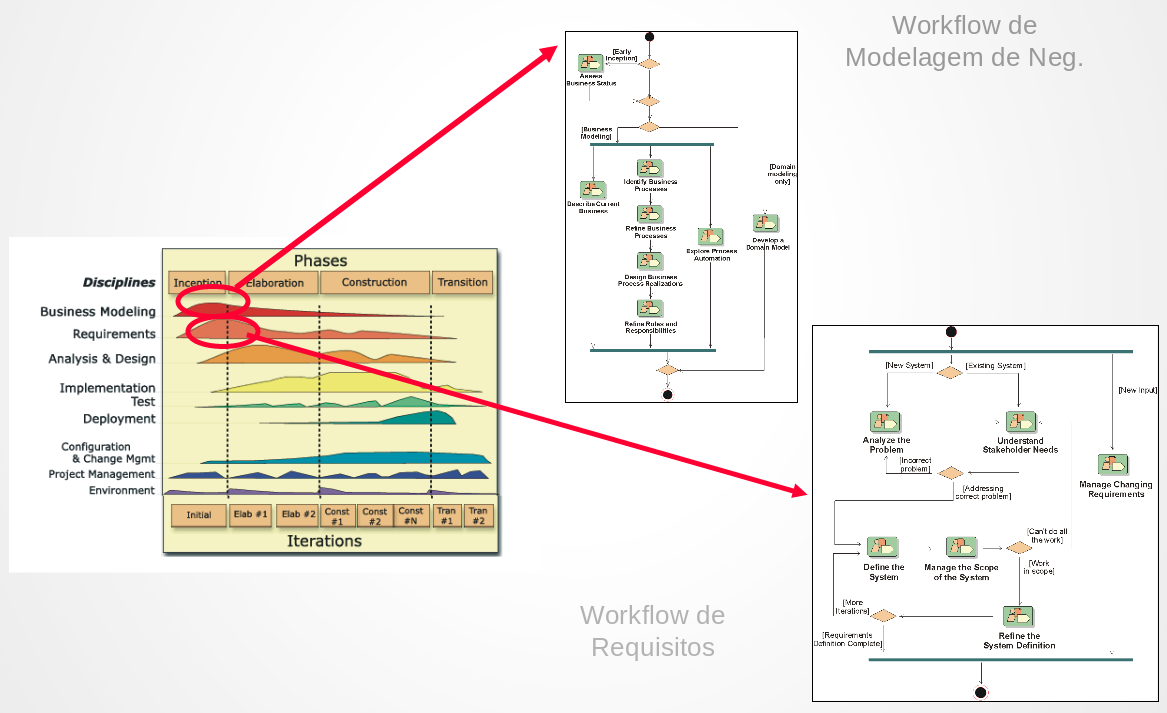 Workflow de
Modelagem de Neg.
[Early
Inception]
Assess
Business Status
[Business
Modeling]
[Domain
modeling
only]
Identify Business
Processes
Describe Current
Business
Refine Business
Processes
Explore Process
Automation
Develop a
Domain Model
Design Business
Process Realizations
Refine Roles and
Responsibilities
Phases
Disciplines
Inception
Elaboration
Construction
Transition
Business Modeling
Requirements
Analysis & Design
Implementation
Test
Deployment
Configuration
& Change Mgmt
Project Management
Environment
Initial
Elab #1
Elab #2
Const
#1
Const
#2
Const
#N
Tran
#1
Tran
#2
Iterations
[New System]
[Existing System]
[New Input]
Analyze the
Problem
Understand
Stakeholder Needs
[Incorrect
problem]
Manage Changing
Requirements
[Addressing
correct problem]
[Can't do all
the work]
Define the
System
Manage the Scope
of the System
[Work
in scope]
[More
Iterations]
Refine the
System Definition
[Requirements
Definition Complete]
Workflow de
Requisitos